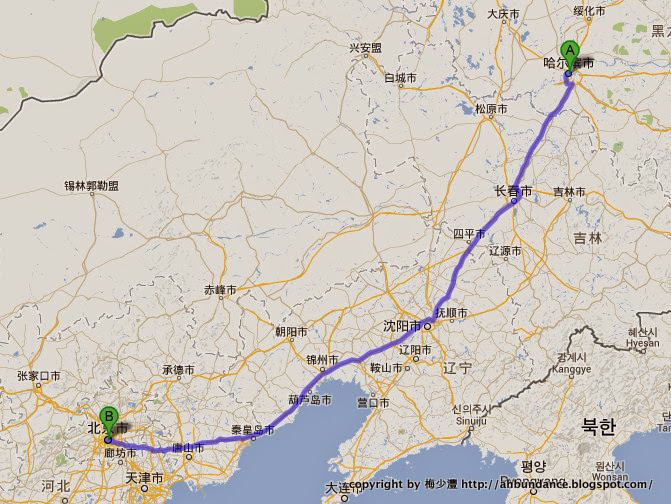 大庆市
绥化市
A
哈尔滨市
兴安盟
白城市
松原市
锡林郭勒盟
长春市
吉林市
四平市
辽源市
吉林
赤峰市
沈阳市
抚顺市
朝阳市
辽阳市
锦州市
鞍山市
辽宁
혜산시
Hyesan
강계시
Kanggye
张家口市
承德市
葫芦岛市
营口市
신의주시
Sinuiju
B
北京市
秦皇岛市
북한
廊坊市
唐山市
天津市
河北
평양
원산시
Wonsan
大连市
copyright by 梅少灃 http://anboundance.blogspot.com/